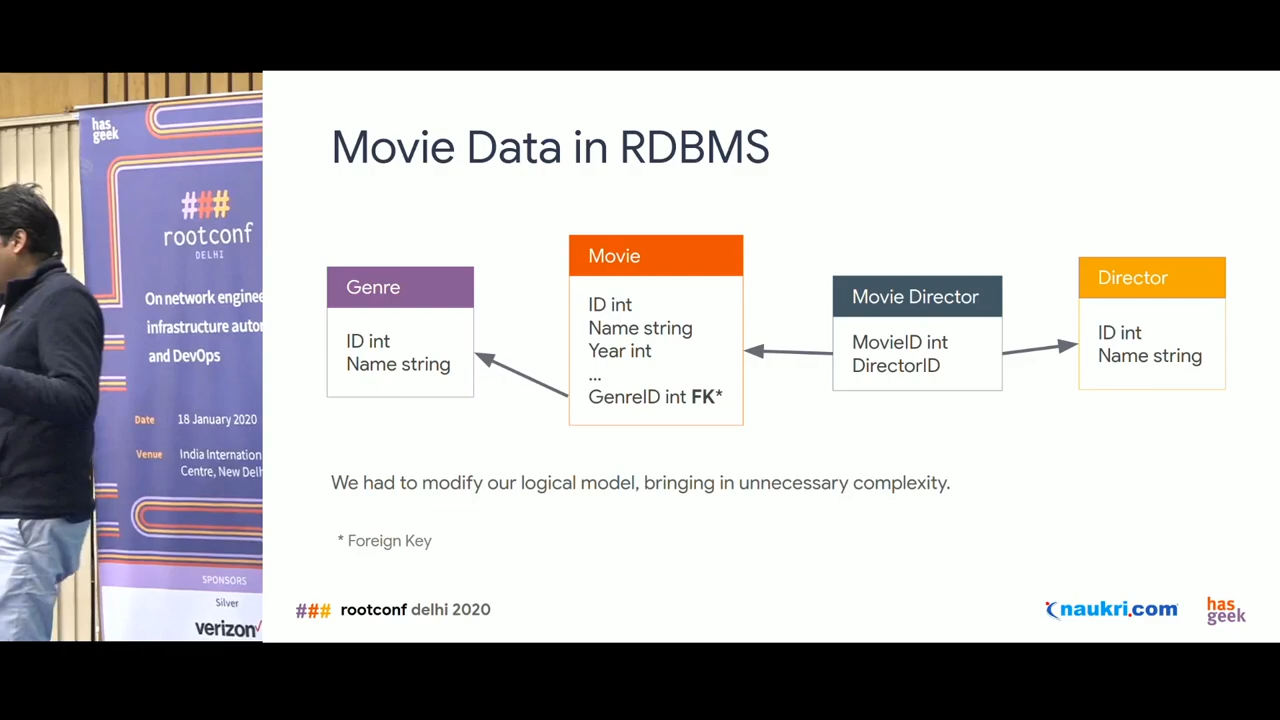 has
geek
###
rootconf
DELHI
On network engine
infrastructure auto
and DevOps
Date 18 January 2020
Venue India Internation
Centre, New Delh
SPONSORS
Silver
verizon
Movie Data in RDBMS
Genre
ID int
Name string
Movie
ID int
Name string
Year int
...
GenreID int FK*
Movie Director
MovieID int
DirectorID
Director
ID int
Name string
We had to modify our logical model, bringing in unnecessary complexity.
* Foreign Key
### rootconf delhi 2020
naukri.com
has
geek